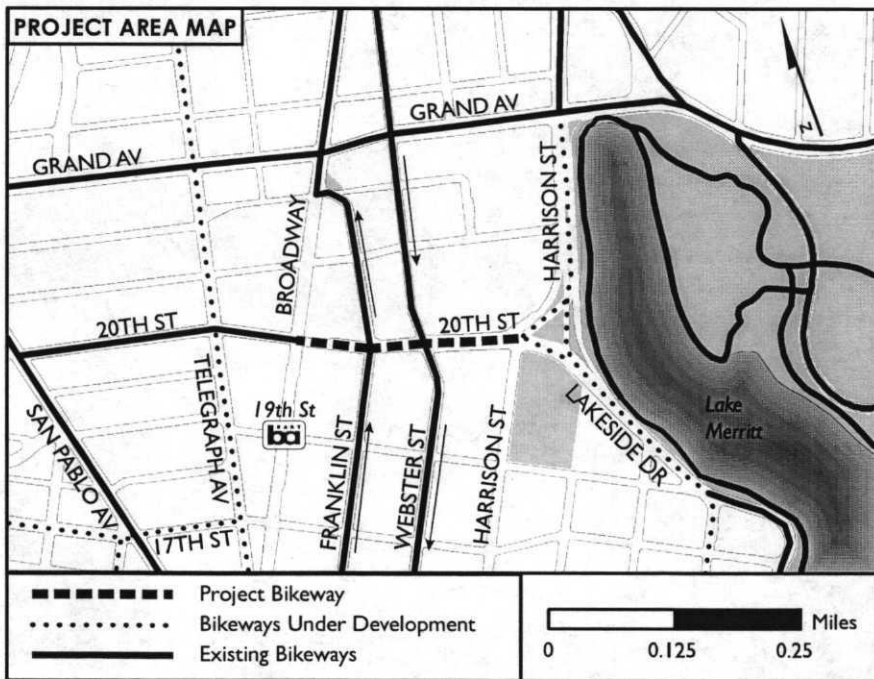 PROJECT AREA MAP
GRAND AV
GRAND AV
HARRISON ST
BROADWAY
20TH ST
20TH ST
TELEGRAPH AV
19th St
ba
FRANKLIN ST
WEBSTER ST
HARRISON ST
LAKESIDE DR
Lake
Merritt
SAN PABLO AV
17TH ST
Z
Project Bikeway
Bikeways Under Development
Existing Bikeways
Miles
0 0.125 0.25